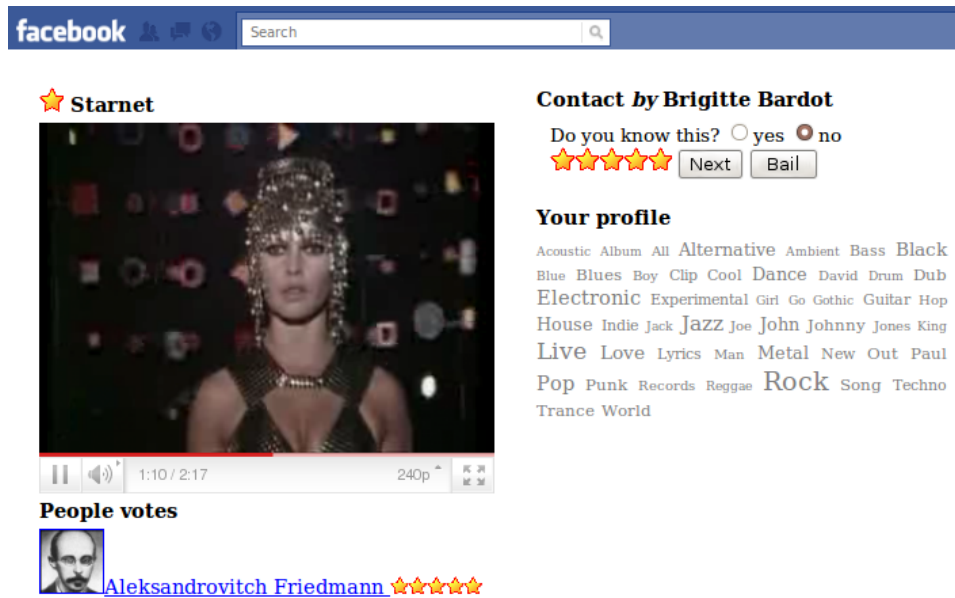 facebook Search
Starnet
1:10 / 2:17 240p
People votes
Aleksandrovitch Friedmann
Contact by Brigitte Bardot
Do you know this? yes no
Next Bail
Your profile
Acoustic Album All Alternative Ambient Bass Black
Blue Blues Boy Clip Cool Dance David Drum Dub
Electronic Experimental Girl Go Gothic Guitar Hop
House Indie Jack Jazz Joe John Johnny Jones King
Live Love Lyrics Man Metal New Out Paul
Pop Punk Records Reggae Rock Song Techno
Trance World